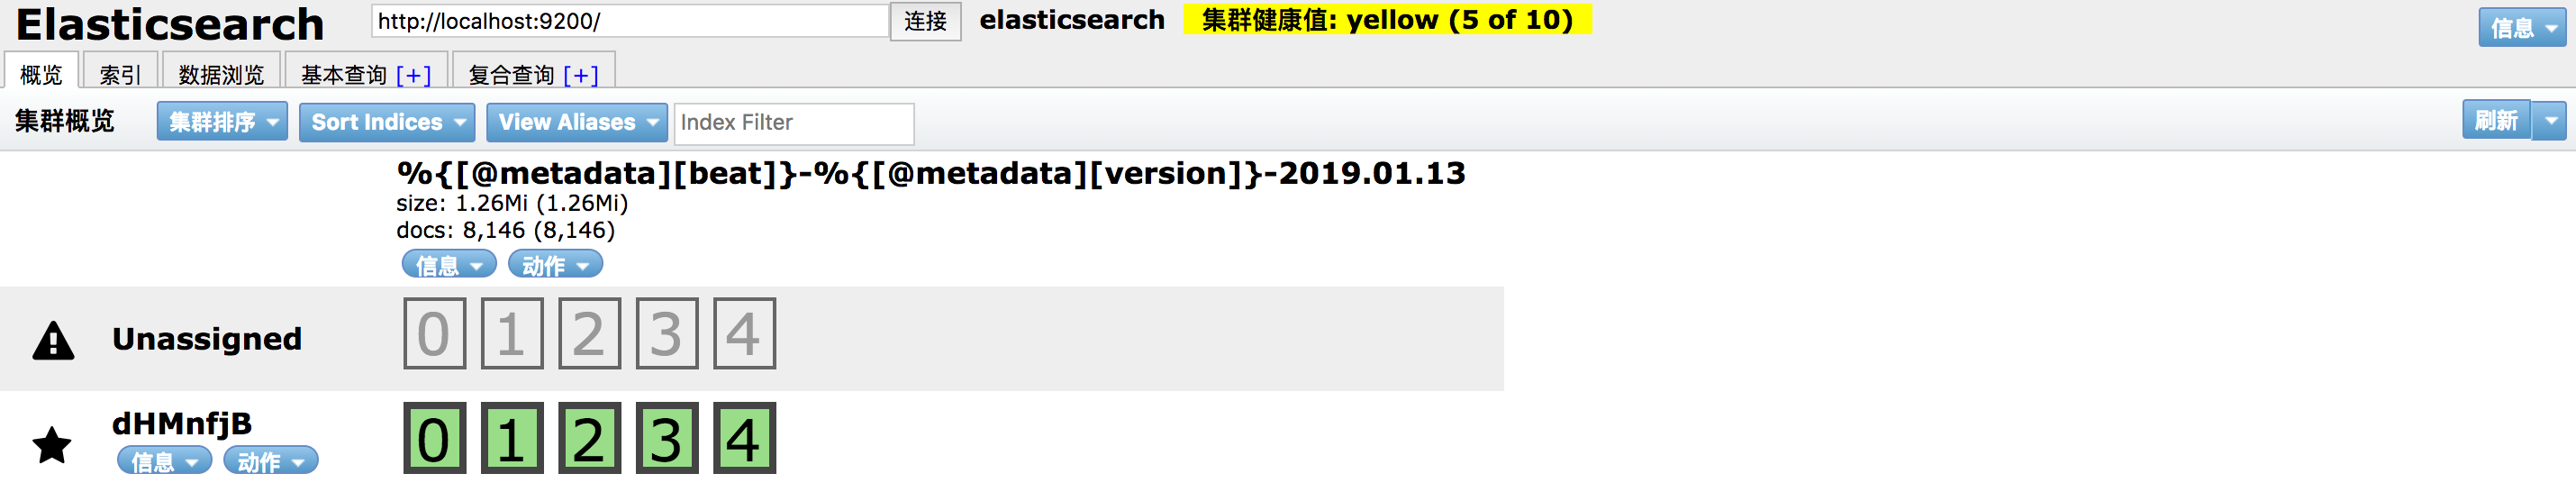 Elasticsearch http://localhost:9200/ 连接 elasticsearch 集群健康值: yellow (5 of 10) 信息
概览 索引 数据浏览 基本查询 [+] 复合查询 [+]
集群概览 集群排序 Sort Indices View Aliases Index Filter 刷新
%{[@metadata][beat]}-%{[@metadata][version]}-2019.01.13
size: 1.26Mi (1.26Mi)
docs: 8,146 (8,146)
信息 动作
Unassigned 0 1 2 3 4
dHMnfjB 0 1 2 3 4
信息 动作